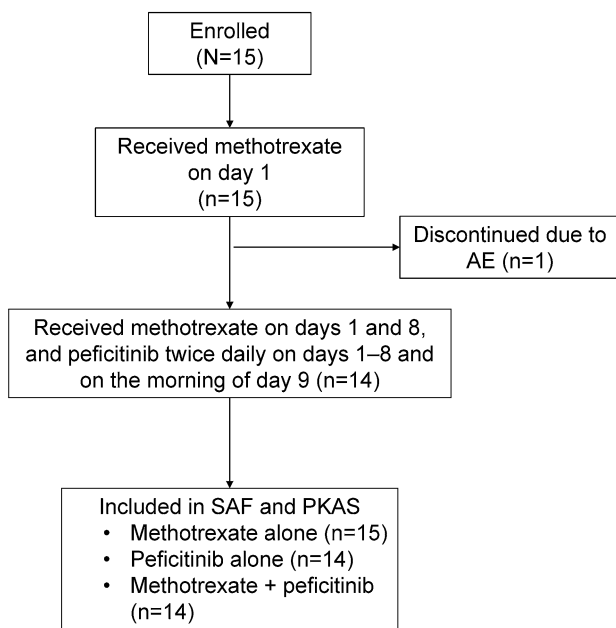 Enrolled
(N=15)
Received methotrexate
on day 1
(n=15)
Discontinued due to
AE (n=1)
Received methotrexate on days 1 and 8,
and peficitinib twice daily on days 1–8 and
on the morning of day 9 (n=14)
Included in SAF and PKAS
• Methotrexate alone (n=15)
• Peficitinib alone (n=14)
• Methotrexate + peficitinib
(n=14)